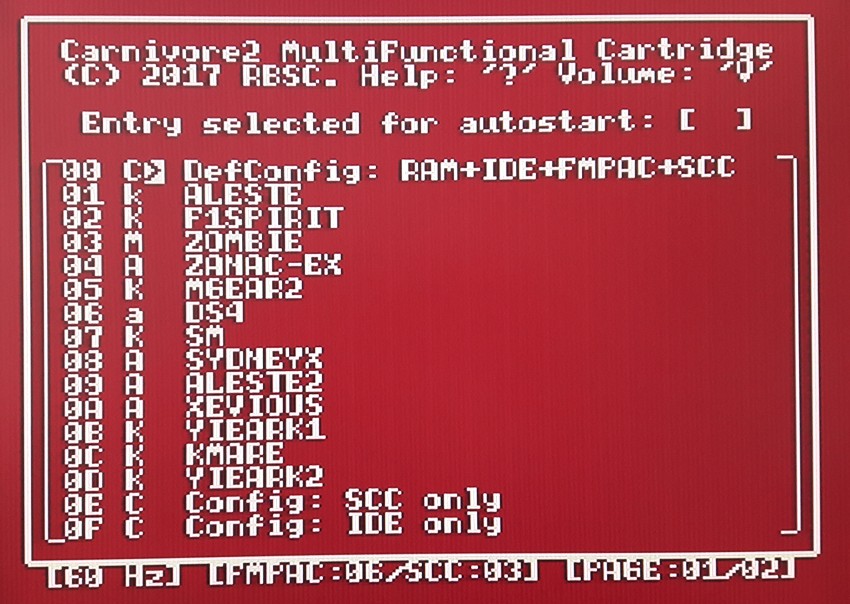 Carnivore2 MultiFunctional Cartridge
(C) 2017 RBSC. Help: '?' Volume: 'V'
Entry selected for autostart: [  ]
00 C> DefConfig: RAM+IDE+FMPAC+SCC
01 k ALESTE
02 K F1SPIRIT
03 M ZOMBIE
04 A ZANAC-EX
05 K M6EAR2
06 a DS4
07 K SM
08 A SYDNEYX
09 A ALESTE2
0A A XEVIOUS
0B K YIEARK1
0C K KMARE
0D K YIEARK2
0E C Config: SCC only
0F C Config: IDE only
[60 Hz] [FMPAC:06/SCC:03] [PAGE:01/02]